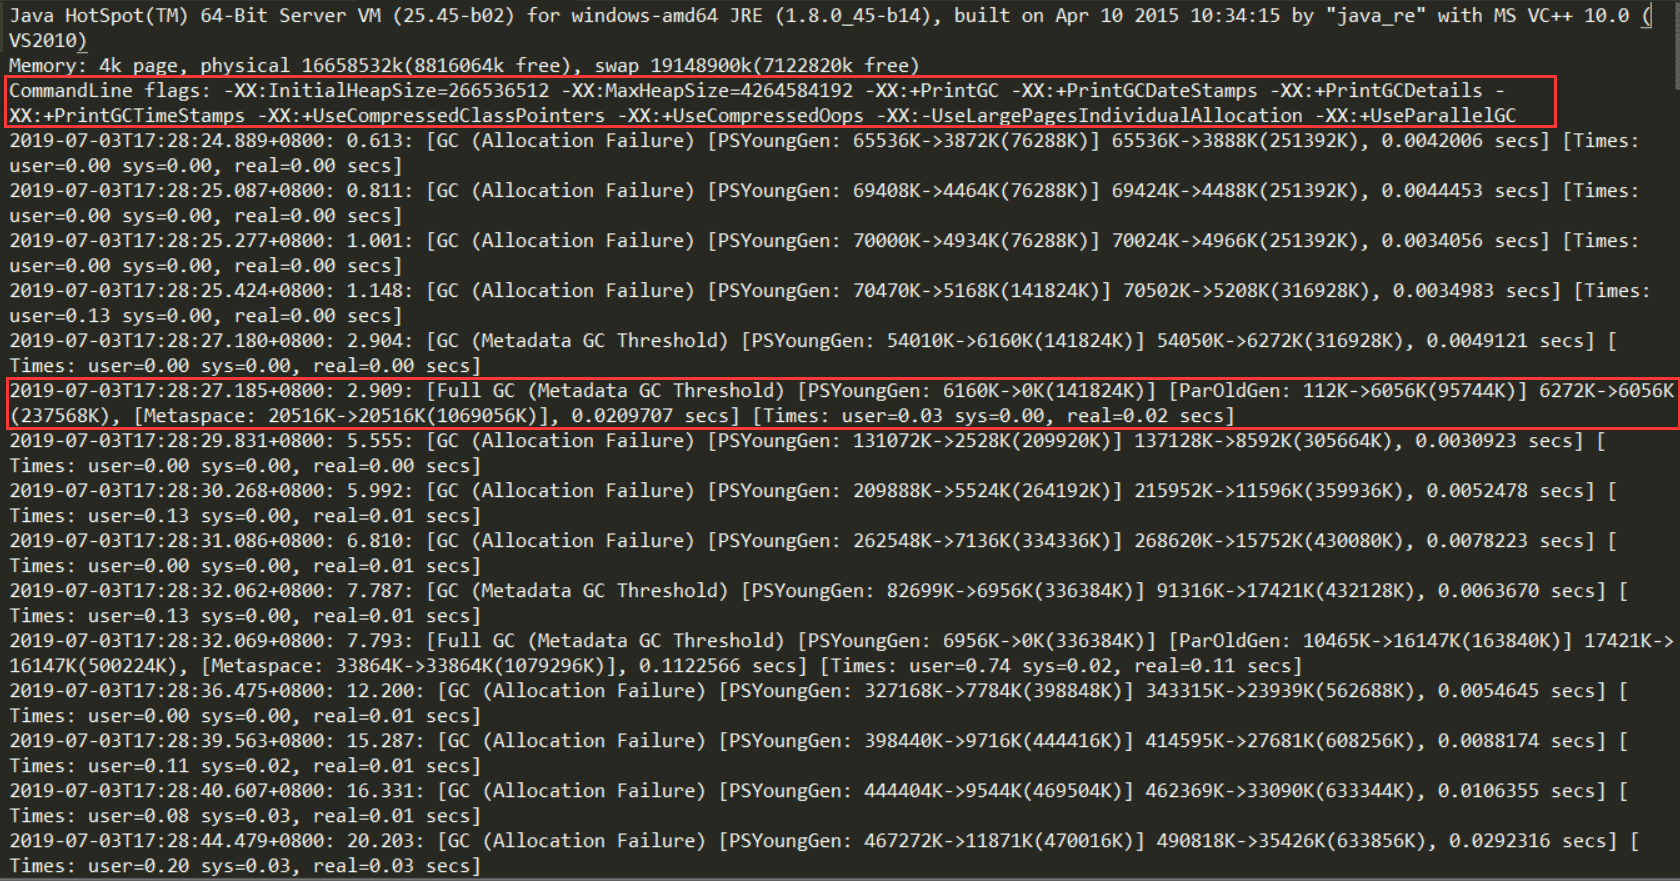 Java HotSpot(TM) 64-Bit Server VM (25.45-b02) for windows-amd64 JRE (1.8.0_45-b14), built on Apr 10 2015 10:34:15 by "java_re" with MS VC++ 10.0 (
VS2010)
Memory: 4k page, physical 16658532k(8816064k free), swap 19148900k(7122820k free)
CommandLine flags: -XX:InitialHeapSize=266536512 -XX:MaxHeapSize=4264584192 -XX:+PrintGC -XX:+PrintGCDateStamps -XX:+PrintGCDetails -
XX:+PrintGCTimeStamps -XX:+UseCompressedClassPointers -XX:+UseCompressedOops -XX:-UseLargePagesIndividualAllocation -XX:+UseParallelGC
2019-07-03T17:28:24.889+0800: 0.613: [GC (Allocation Failure) [PSYoungGen: 65536K->3872K(76288K)] 65536K->3888K(251392K), 0.0042006 secs] [Times:
user=0.00 sys=0.00, real=0.00 secs]
2019-07-03T17:28:25.087+0800: 0.811: [GC (Allocation Failure) [PSYoungGen: 69408K->4464K(76288K)] 69424K->4488K(251392K), 0.0044453 secs] [Times:
user=0.00 sys=0.00, real=0.00 secs]
2019-07-03T17:28:25.277+0800: 1.001: [GC (Allocation Failure) [PSYoungGen: 70000K->4934K(76288K)] 70024K->4966K(251392K), 0.0034056 secs] [Times:
user=0.00 sys=0.00, real=0.00 secs]
2019-07-03T17:28:25.424+0800: 1.148: [GC (Allocation Failure) [PSYoungGen: 70470K->5168K(141824K)] 70502K->5208K(316928K), 0.0034983 secs] [Times:
user=0.13 sys=0.00, real=0.00 secs]
2019-07-03T17:28:27.180+0800: 2.904: [GC (Metadata GC Threshold) [PSYoungGen: 54010K->6160K(141824K)] 54050K->6272K(316928K), 0.0049121 secs] [
Times: user=0.00 sys=0.00, real=0.00 secs]
2019-07-03T17:28:27.185+0800: 2.909: [Full GC (Metadata GC Threshold) [PSYoungGen: 6160K->0K(141824K)] [ParOldGen: 112K->6056K(95744K)] 6272K->6056K
(237568K), [Metaspace: 20516K->20516K(1069056K)], 0.0209707 secs] [Times: user=0.03 sys=0.00, real=0.02 secs]
2019-07-03T17:28:29.831+0800: 5.555: [GC (Allocation Failure) [PSYoungGen: 131072K->2528K(209920K)] 137128K->8592K(305664K), 0.0030923 secs] [
Times: user=0.00 sys=0.00, real=0.00 secs]
2019-07-03T17:28:30.268+0800: 5.992: [GC (Allocation Failure) [PSYoungGen: 209888K->5524K(264192K)] 215952K->11596K(359936K), 0.0052478 secs] [
Times: user=0.13 sys=0.00, real=0.01 secs]
2019-07-03T17:28:31.086+0800: 6.810: [GC (Allocation Failure) [PSYoungGen: 262548K->7136K(334336K)] 268620K->15752K(430080K), 0.0078223 secs] [
Times: user=0.00 sys=0.00, real=0.01 secs]
2019-07-03T17:28:32.062+0800: 7.787: [GC (Metadata GC Threshold) [PSYoungGen: 82699K->6956K(336384K)] 91316K->17421K(432128K), 0.0063670 secs] [
Times: user=0.13 sys=0.00, real=0.01 secs]
2019-07-03T17:28:32.069+0800: 7.793: [Full GC (Metadata GC Threshold) [PSYoungGen: 6956K->0K(336384K)] [ParOldGen: 10465K->16147K(163840K)] 17421K->
16147K(500224K), [Metaspace: 33864K->33864K(1079296K)], 0.1122566 secs] [Times: user=0.74 sys=0.02, real=0.11 secs]
2019-07-03T17:28:36.475+0800: 12.200: [GC (Allocation Failure) [PSYoungGen: 327168K->7784K(398848K)] 343315K->23939K(562688K), 0.0054645 secs] [
Times: user=0.00 sys=0.00, real=0.01 secs]
2019-07-03T17:28:39.563+0800: 15.287: [GC (Allocation Failure) [PSYoungGen: 398440K->9716K(444416K)] 414595K->27681K(608256K), 0.0088174 secs] [
Times: user=0.11 sys=0.02, real=0.01 secs]
2019-07-03T17:28:40.607+0800: 16.331: [GC (Allocation Failure) [PSYoungGen: 444404K->9544K(469504K)] 462369K->33090K(633344K), 0.0106355 secs] [
Times: user=0.08 sys=0.03, real=0.01 secs]
2019-07-03T17:28:44.479+0800: 20.203: [GC (Allocation Failure) [PSYoungGen: 467272K->11871K(470016K)] 490818K->35426K(633856K), 0.0292316 secs] [
Times: user=0.20 sys=0.03, real=0.03 secs]